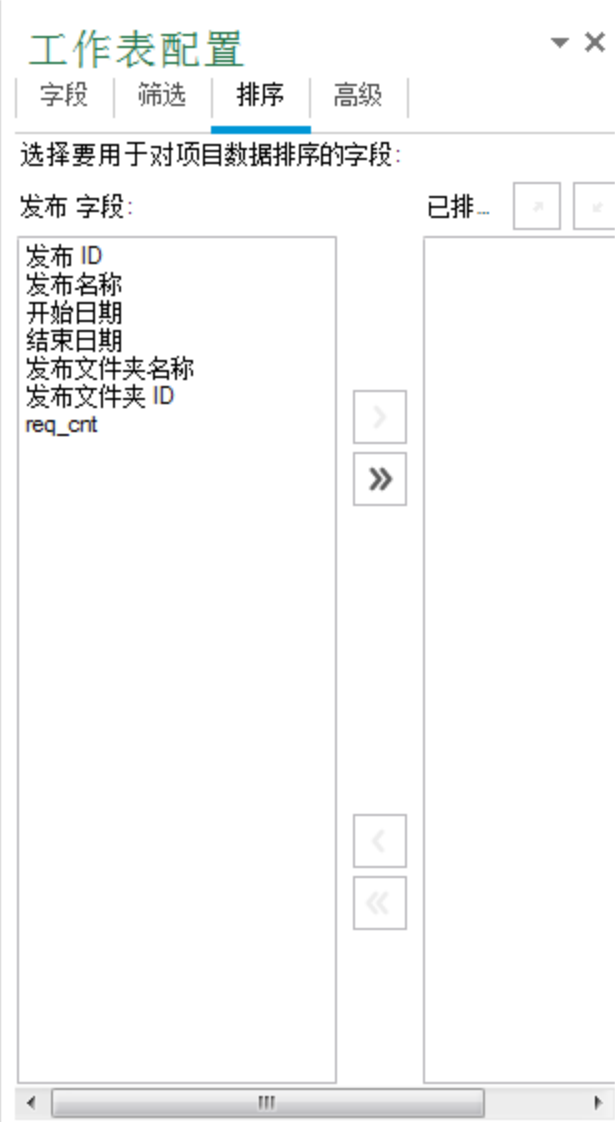 工作表配置
字段 筛选 排序 高级
选择要用于对项目数据排序的字段:
发布 字段: 已排...
发布 ID
发布名称
开始日期
结束日期
发布文件夹名称
发布文件夹 ID
req_cnt